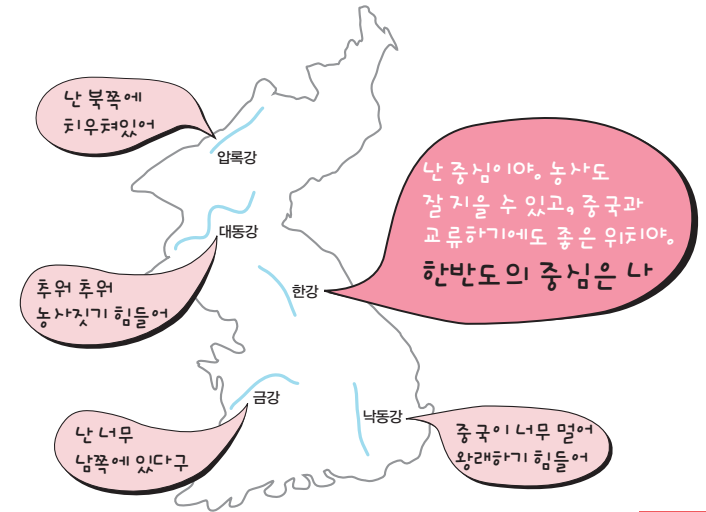 난 북쪽에
치우쳐있어
압록강
대동강
추워 추워
농사짓기 힘들어
난 중심이야. 농사도
잘 지을 수 있고, 중국과
교류하기에도 좋은 위치야.
한반도의 중심은 나
한강
금강
난 너무
남쪽에 있다구
낙동강
중국이 너무 멀어
왕래하기 힘들어